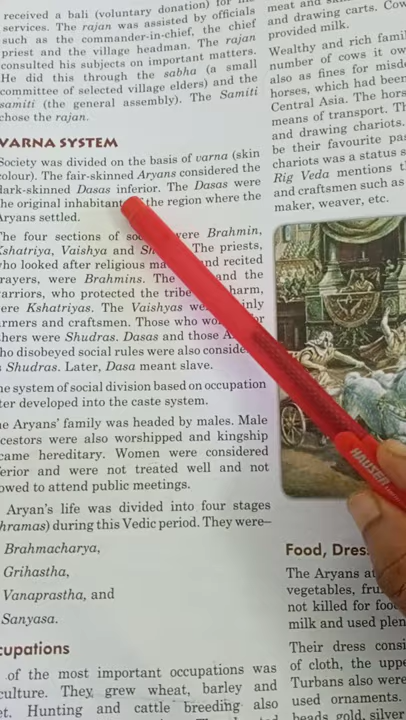 received a bali (voluntary donation) for his
services. The rajan was assisted by officials
such as the commander-in-chief, the chief
priest and the village headman. The rajan
consulted his subjects on important matters.
He did this through the sabha (a small
committee of selected village elders) and the
samiti (the general assembly). The Samiti
chose the rajan.
VARNA SYSTEM
Society was divided on the basis of varna (skin
colour). The fair-skinned Aryans considered the
dark-skinned Dasas inferior. The Dasas were
the original inhabitants the region where the
Aryans settled.
The four sections of were Brahmin,
Kshatriya, Vaishya and The priests,
who looked after religious and recited
prayers, were Brahmins. The and the
warriors, who protected the tribe harm,
were Kshatriyas. The Vaishyas
farmers and craftsmen. Those who
others were Shudras. Dasas and those
who disobeyed social rules were also
Shudras. Later, Dasa meant slave.
The system of social division based on occupation
later developed into the caste system.
The Aryans' family was headed by males. Male
ancestors were also worshipped and kingship
became hereditary. Women were considered
inferior and were not treated well and not
allowed to attend public meetings.
Aryan's life was divided into four stages
(ashramas) during this Vedic period. They were–
Brahmacharya,
Grihastha,
Vanaprastha, and
Sanyasa.
Occupations
of the most important occupations was
agriculture. They grew wheat, barley and
Hunting and cattle breeding also
meat and
and drawing carts.
provided milk.
Wealthy and rich
number of cows it
also as fines for
horses, which had been
Central Asia. The
means of transport.
and drawing chariots.
be their favourite
chariots was a status
Rig Veda mentions
and craftsmen such as
maker, weaver, etc.
HAUSER
Food,
The Aryans
vegetables,
not killed for
milk and used
Their dress
of cloth, the
Turbans also were
used ornaments.
beads gold, silver